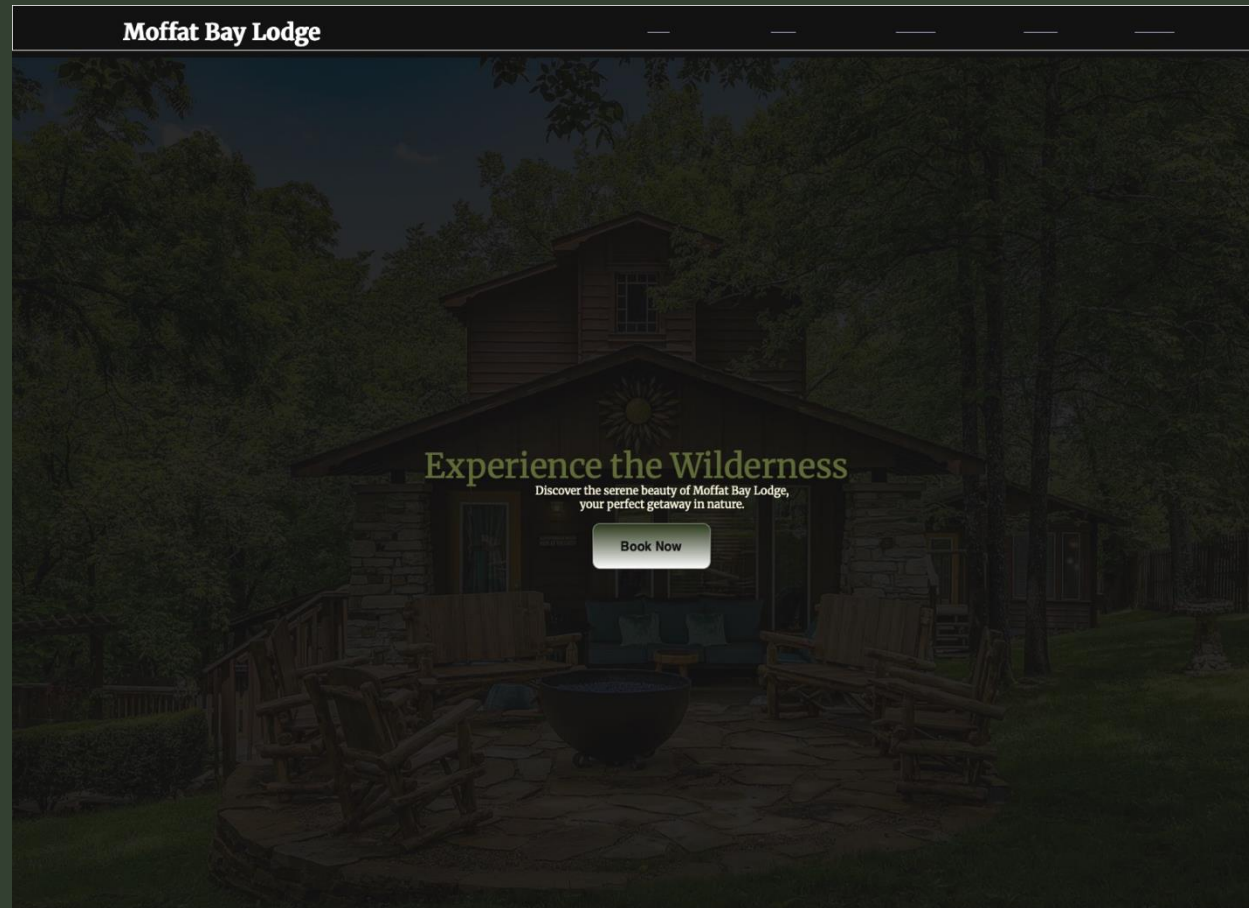 Moffat Bay Lodge
Experience the Wilderness
Discover the serene beauty of Moffat Bay Lodge,
your perfect getaway in nature.
Book Now